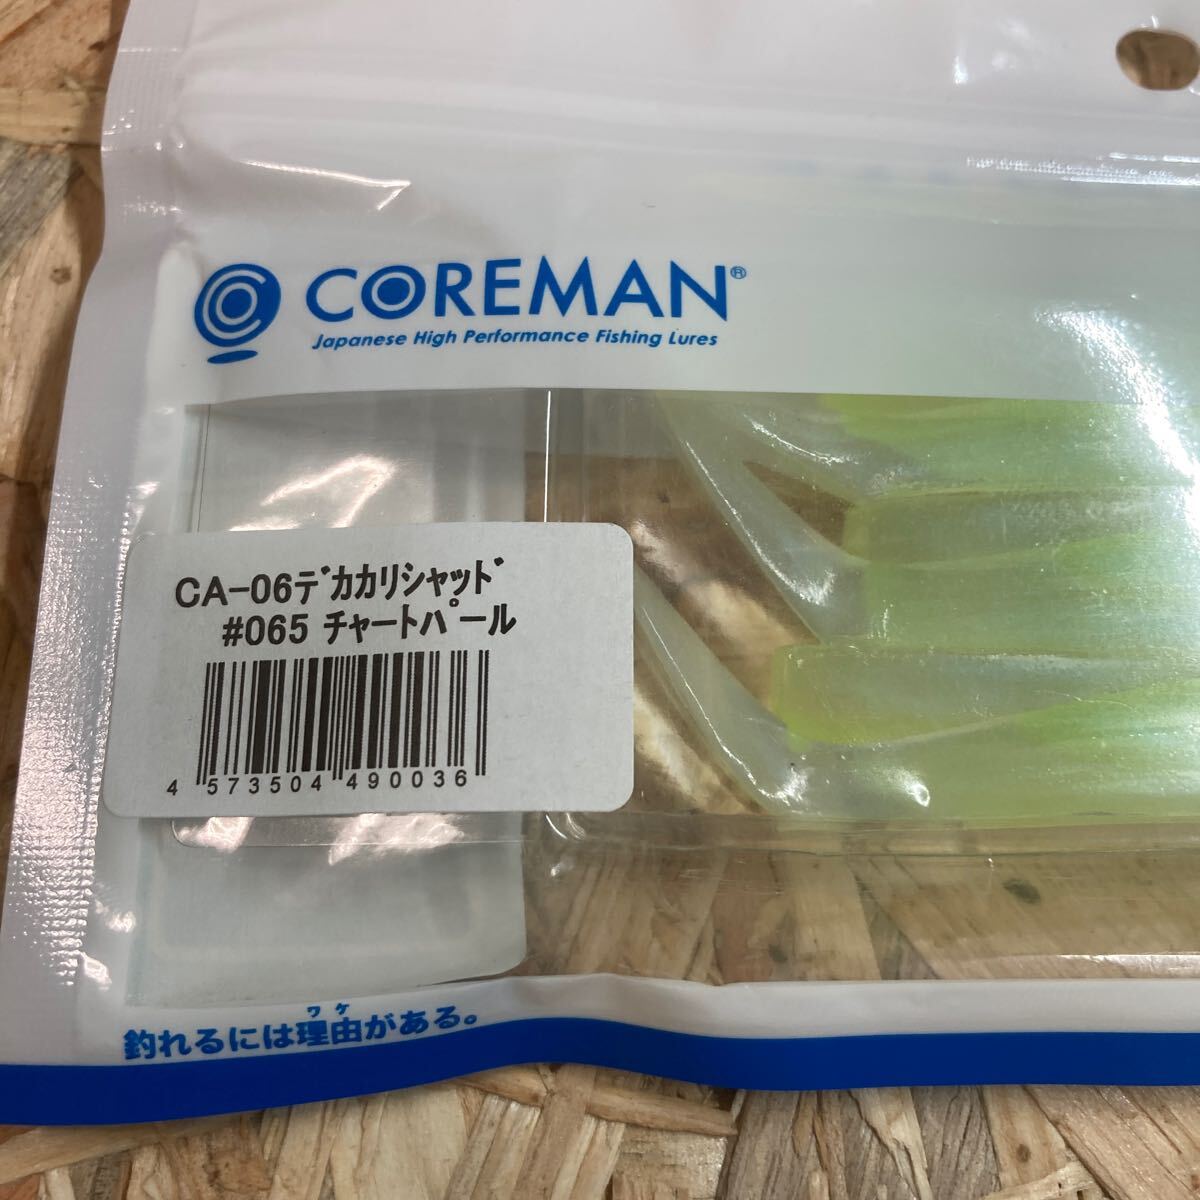 COREMAN®
Japanese High Performance Fishing Lures
CA-06ﾃﾞｶｶﾘｼｬｯﾄﾞ
#065 ﾁｬｰﾄﾊﾟｰﾙ
4 573504 490036
ワケ
釣れるには理由がある。